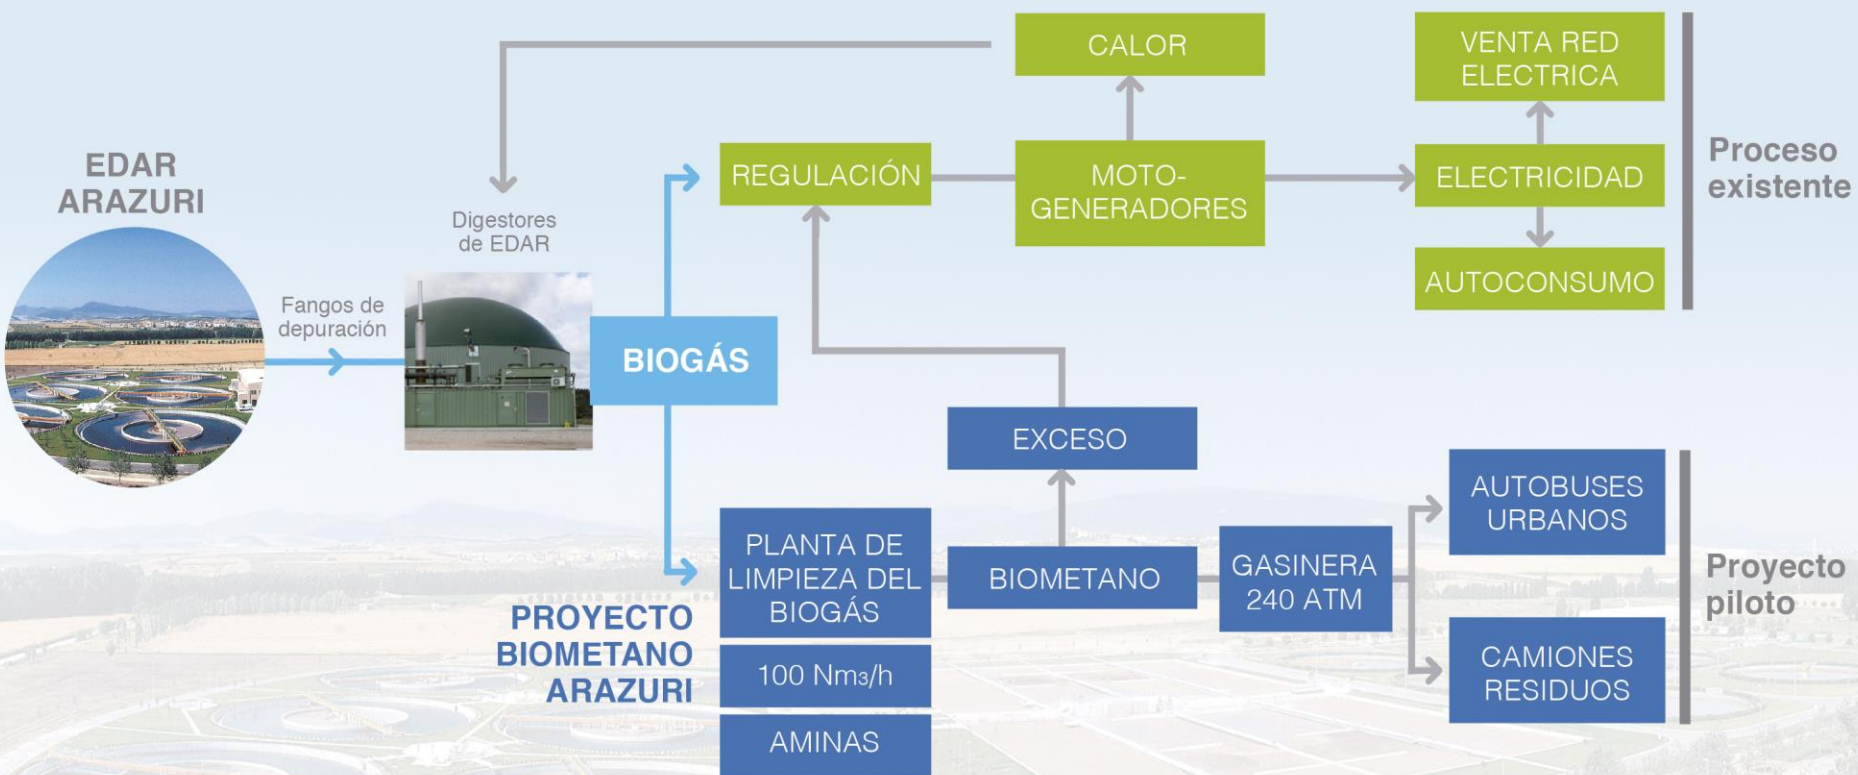 EDAR
ARAZURI
Fangos de
depuración
Digestores
de EDAR
BIOGÁS
REGULACIÓN
CALOR
MOTO-
GENERADORES
VENTA RED
ELECTRICA
ELECTRICIDAD
AUTOCONSUMO
Proceso
existente
PROYECTO
BIOMETANO
ARAZURI
PLANTA DE
LIMPIEZA DEL
BIOGÁS
100 Nm3/h
AMINAS
EXCESO
BIOMETANO
GASINERA
240 ATM
AUTOBUSES
URBANOS
CAMIONES
RESIDUOS
Proyecto
piloto